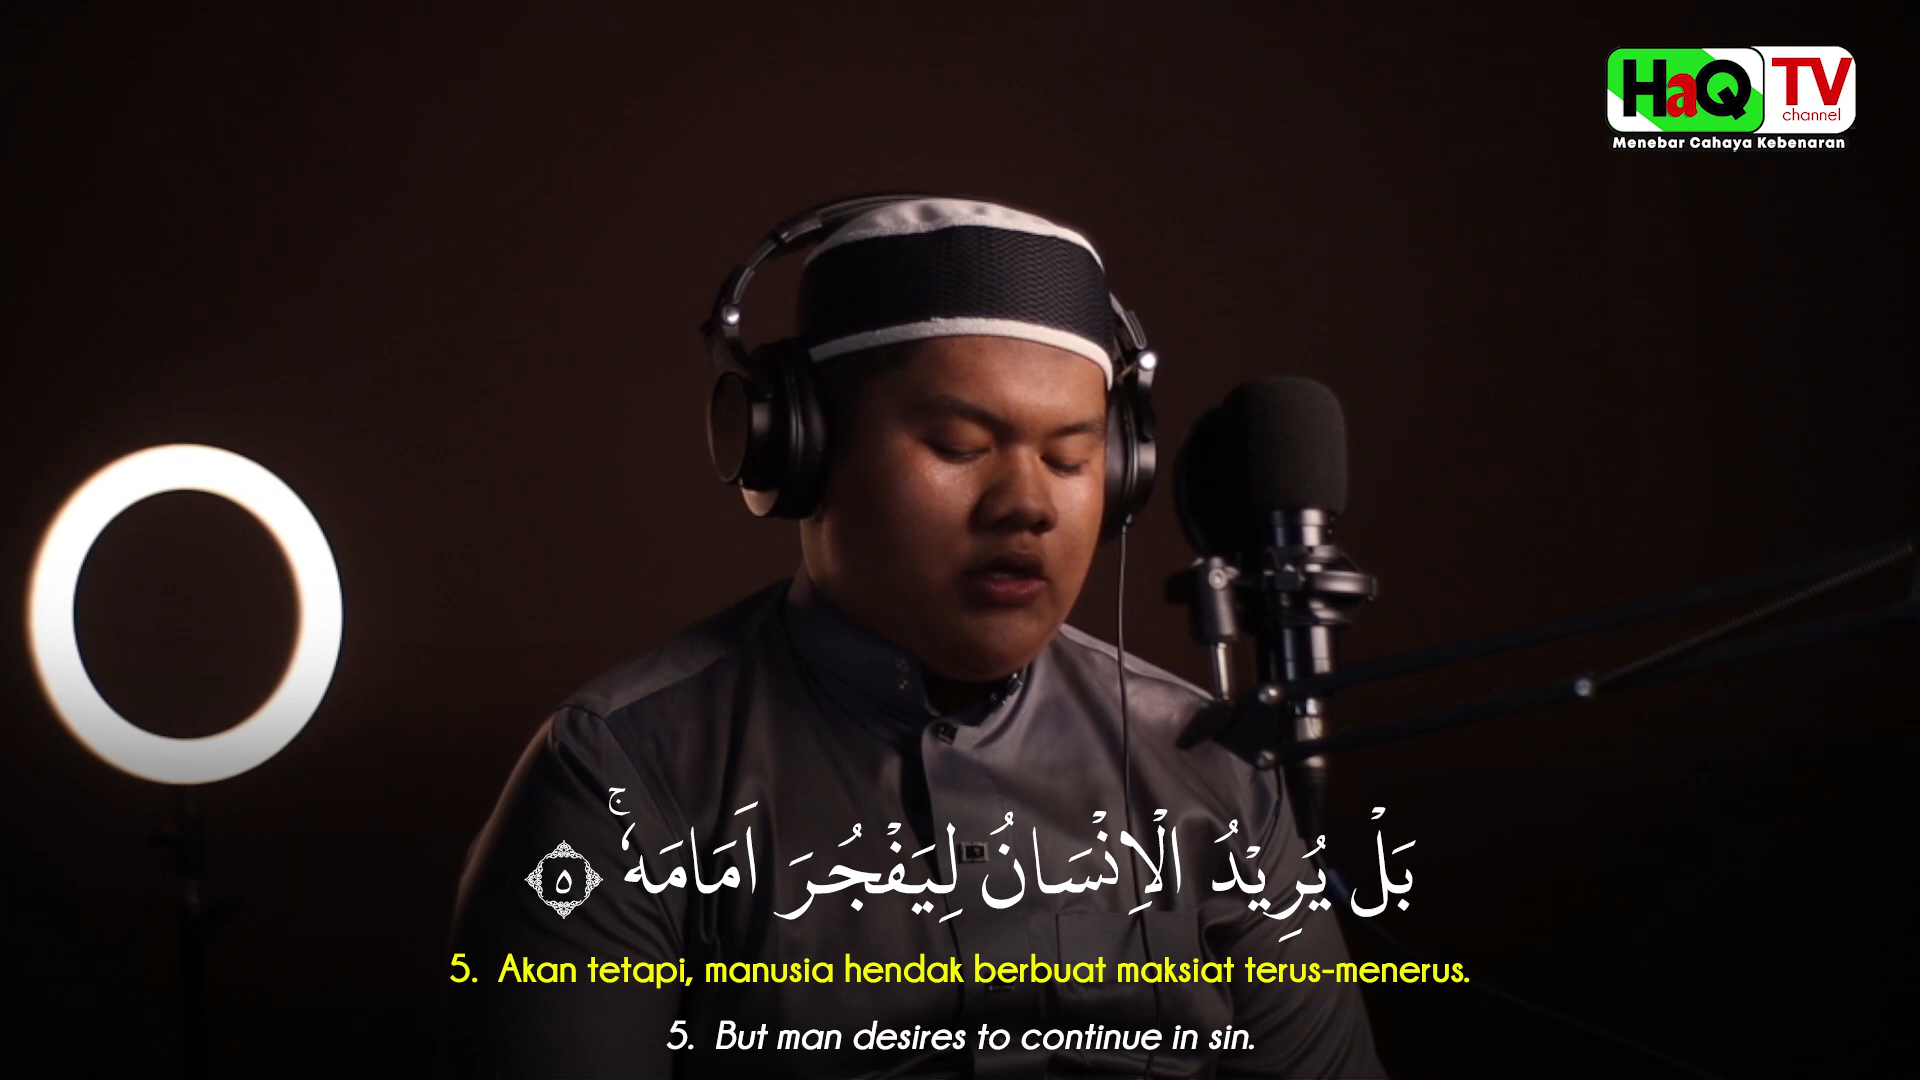 HaQ TV
channel
Menebar Cahaya Kebenaran
بَلْ يُرِيْدُ الْاِنْسَانُ لِيَفْجُرَ اَمَامَهٗۚ ٥
5. Akan tetapi, manusia hendak berbuat maksiat terus-menerus.
5. But man desires to continue in sin.